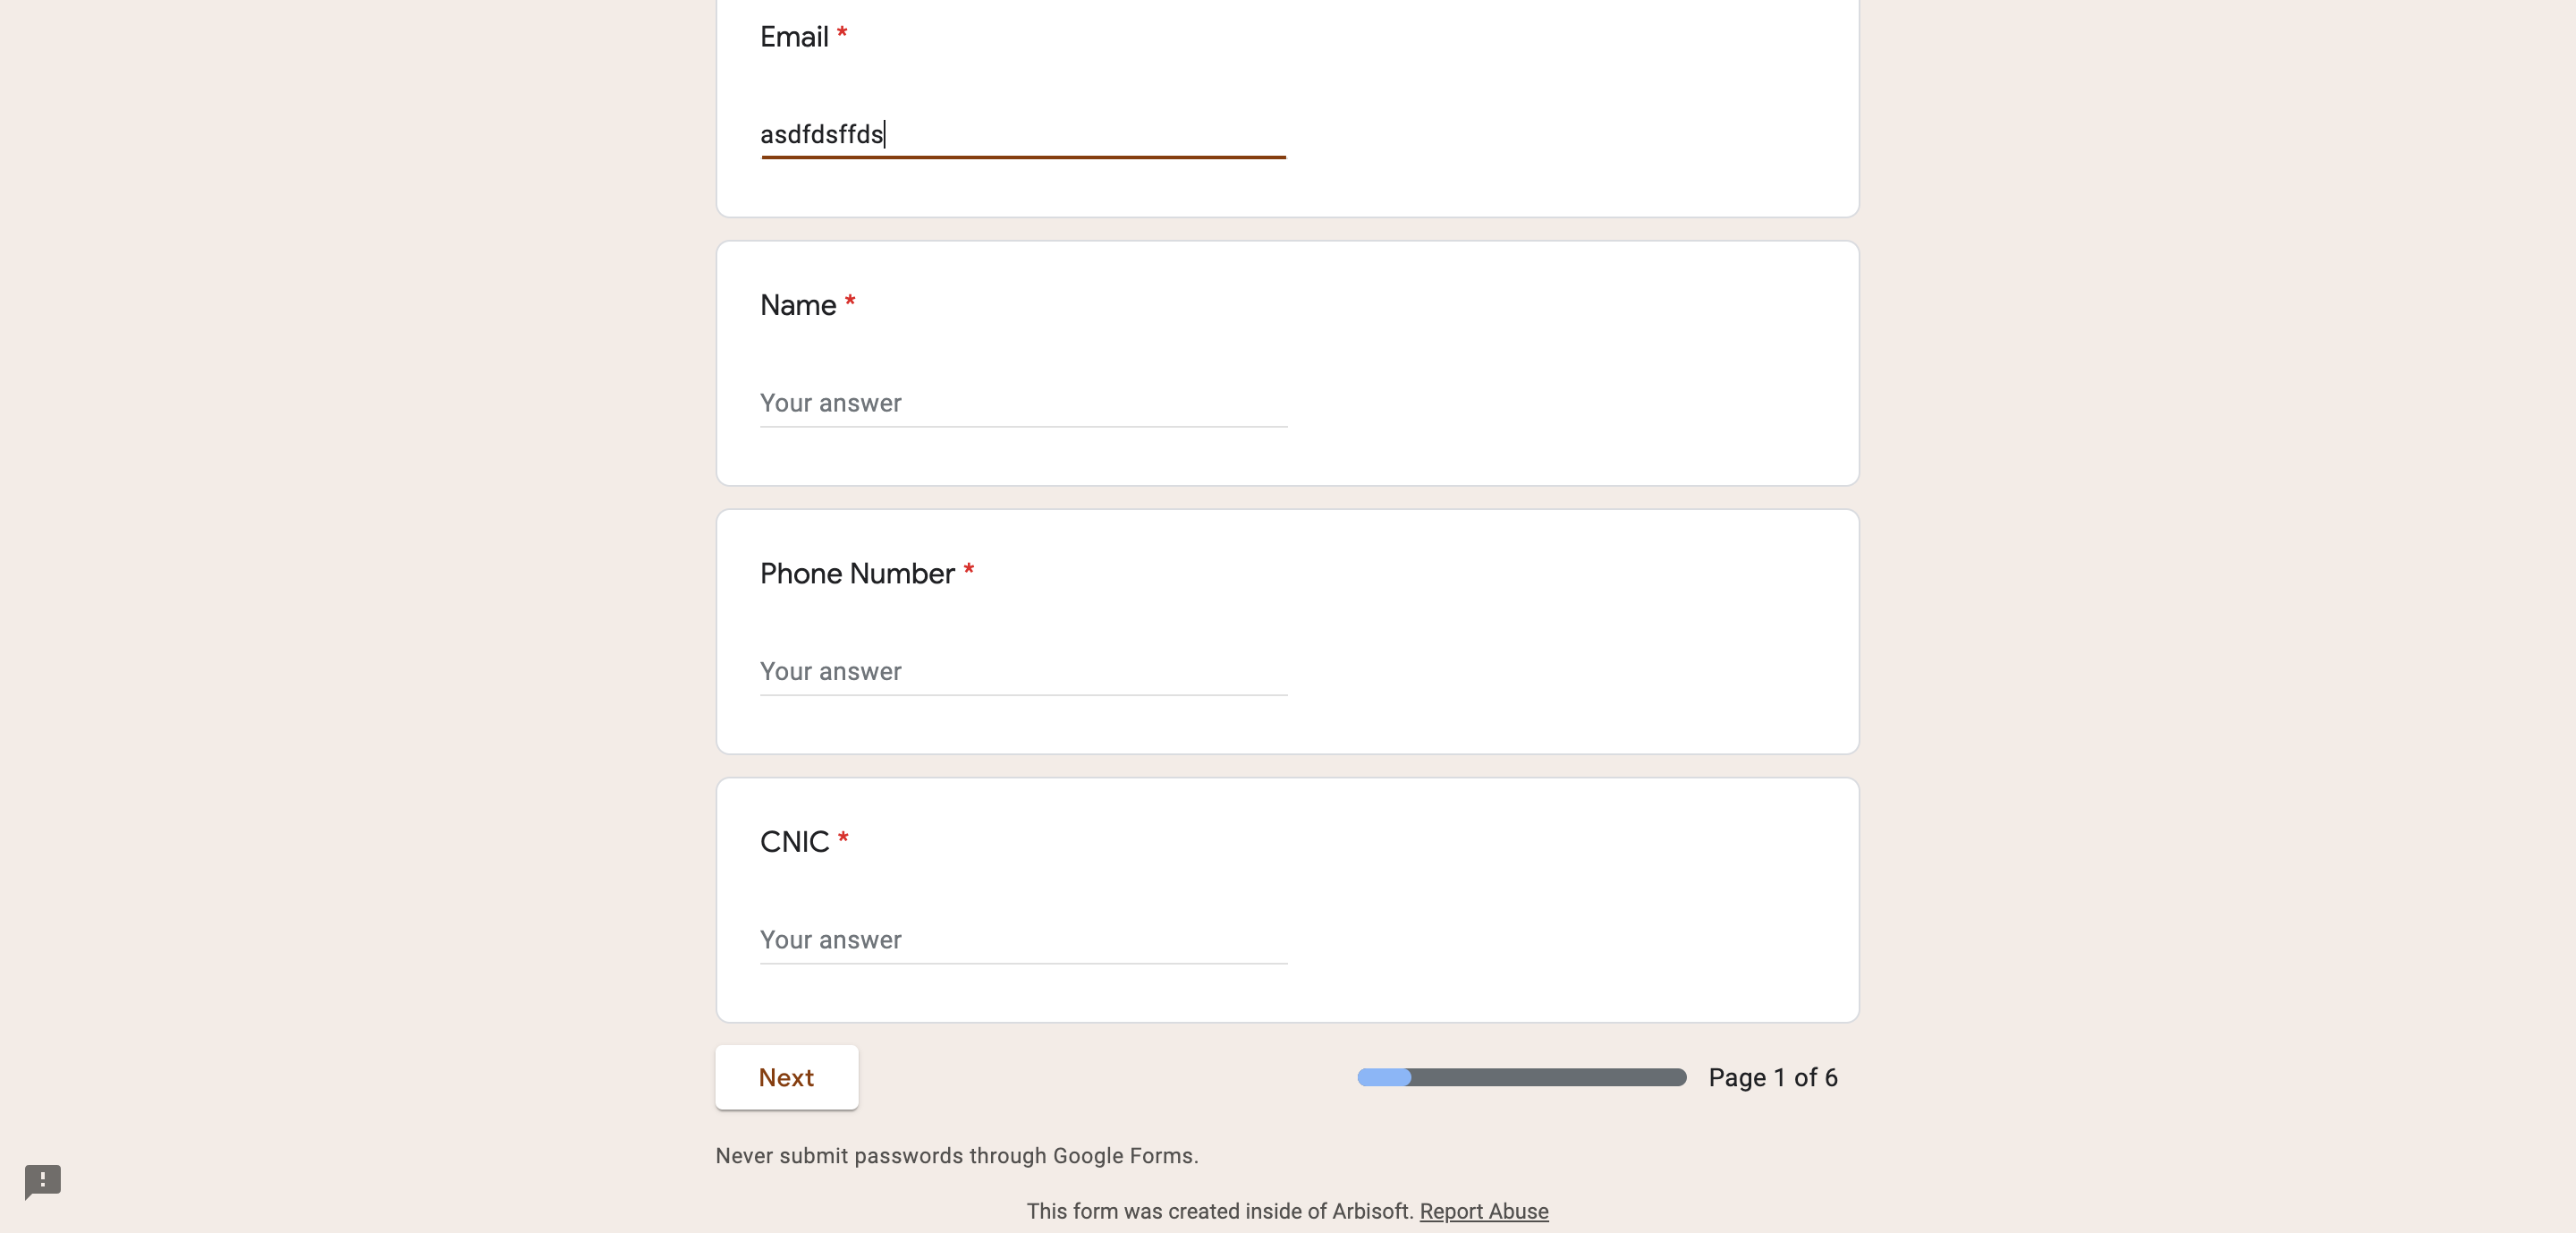 Email *
asdfdsffds
Name *
Your answer
Phone Number *
Your answer
CNIC *
Your answer
Next
Page 1 of 6
Never submit passwords through Google Forms.
This form was created inside of Arbisoft. Report Abuse